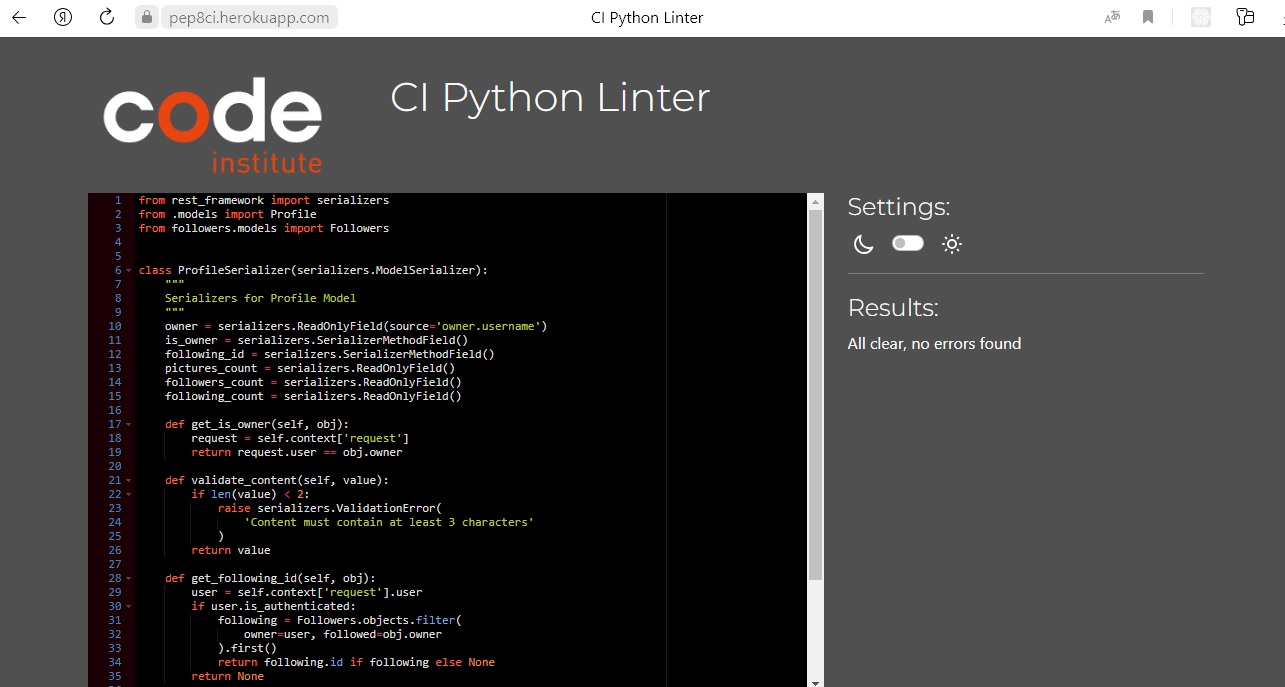 pep8ci.herokuapp.com
CI Python Linter
code
institute
CI Python Linter
1 from rest_framework import serializers
2 from .models import Profile
3 from followers.models import Followers
4
5
6 class ProfileSerializer(serializers.ModelSerializer):
7     """
8     Serializers for Profile Model
9     """
10     owner = serializers.ReadOnlyField(source='owner.username')
11     is_owner = serializers.SerializerMethodField()
12     following_id = serializers.SerializerMethodField()
13     pictures_count = serializers.ReadOnlyField()
14     followers_count = serializers.ReadOnlyField()
15     following_count = serializers.ReadOnlyField()
16
17     def get_is_owner(self, obj):
18         request = self.context['request']
19         return request.user == obj.owner
20
21     def validate_content(self, value):
22         if len(value) < 2:
23             raise serializers.ValidationError(
24                 'Content must contain at least 3 characters'
25             )
26         return value
27
28     def get_following_id(self, obj):
29         user = self.context['request'].user
30         if user.is_authenticated:
31             following = Followers.objects.filter(
32                 owner=user, followed=obj.owner
33             ).first()
34             return following.id if following else None
35         return None
Settings:
Results:
All clear, no errors found